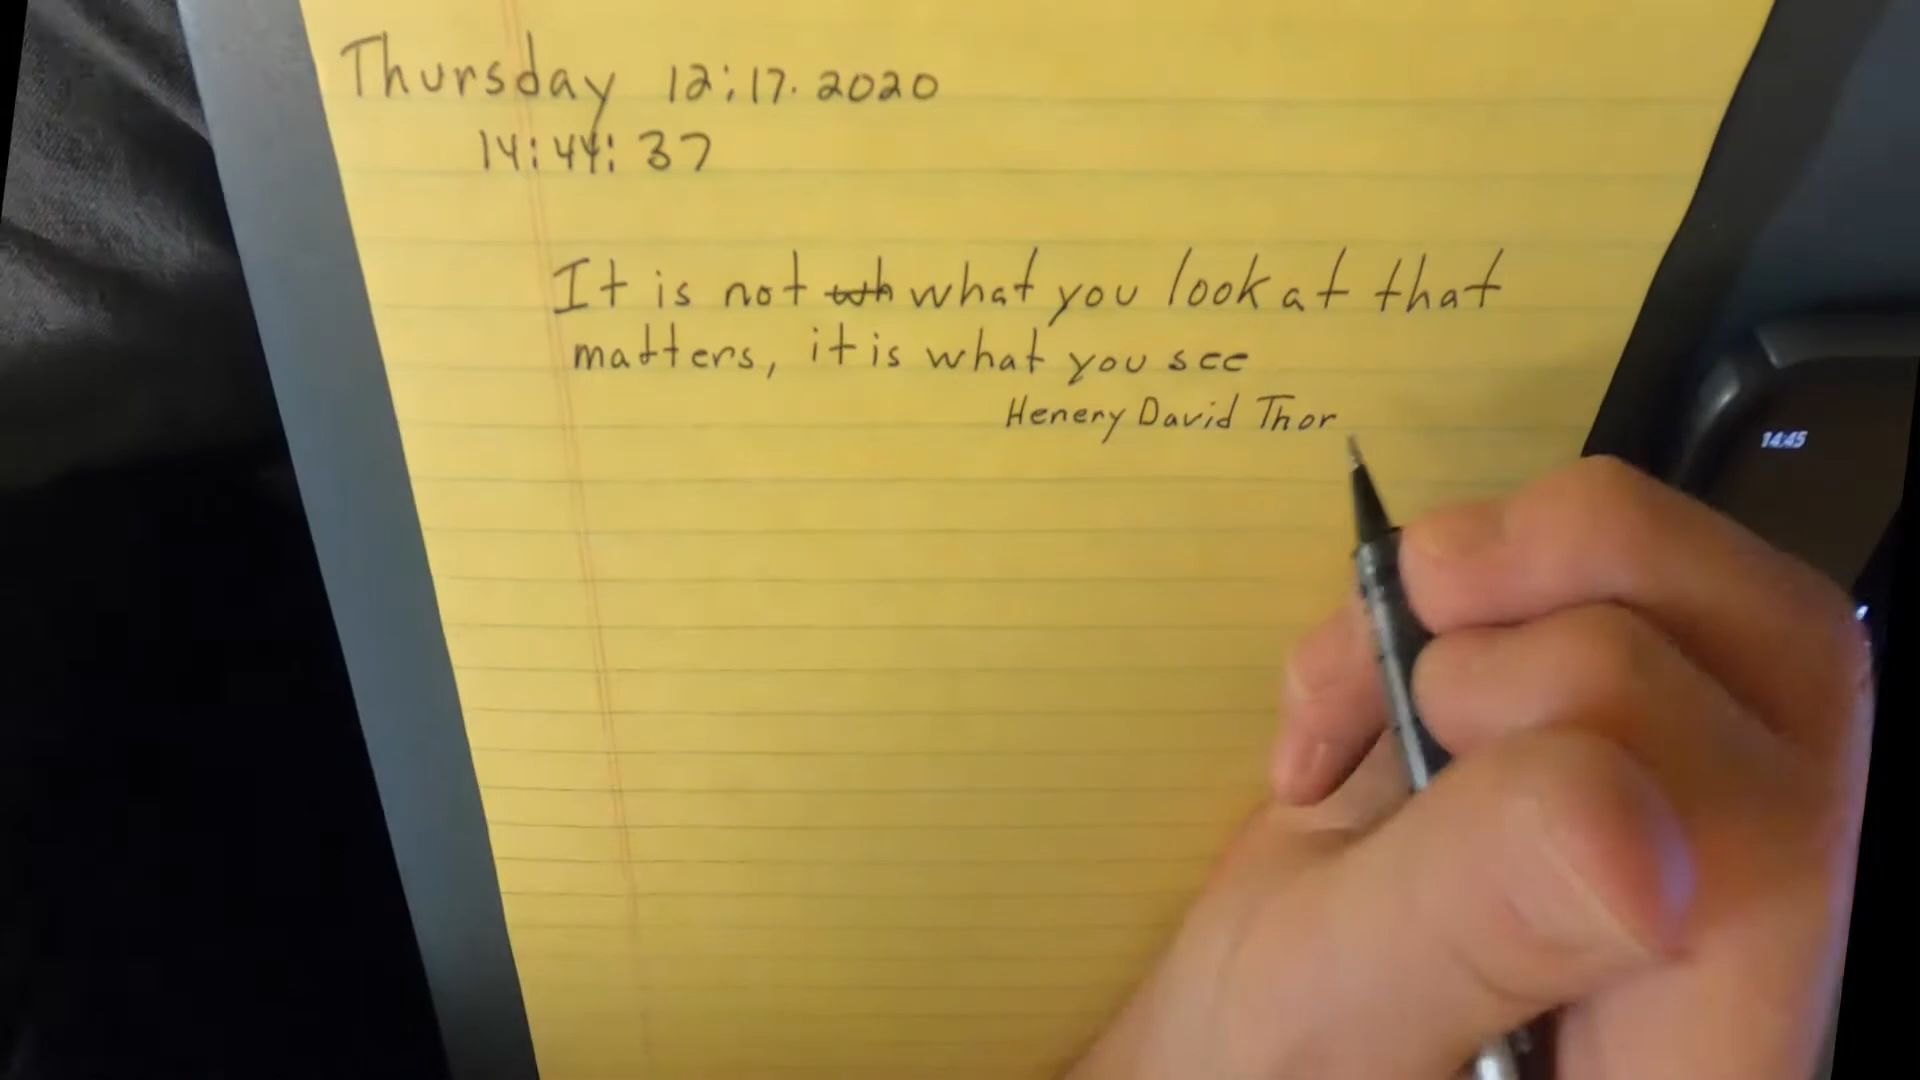 Thursday 12:17.2020
14:44:37
It is not wh what you look at that
matters, it is what you see
Henery David Thor
14:45